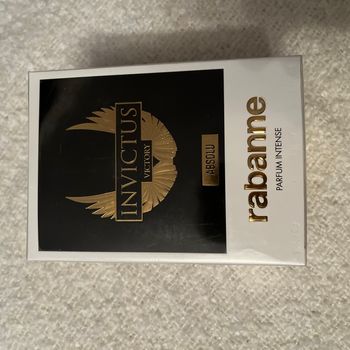 INVICTUS
VICTORY
ABSOLU
rabanne
PARFUM INTENSE